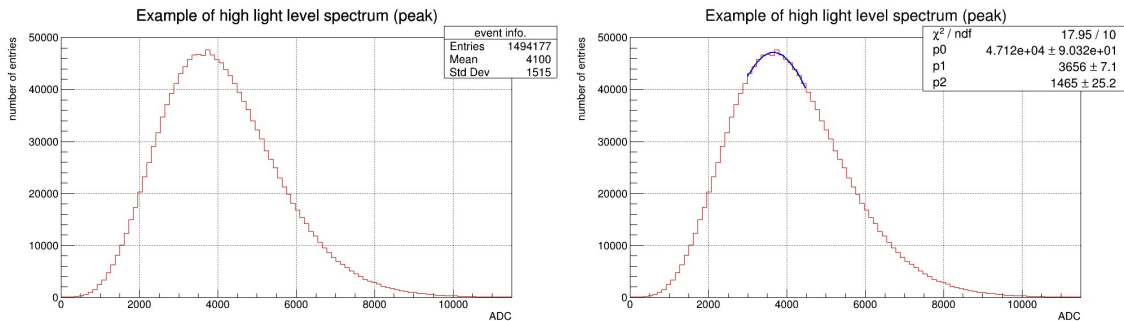 Example of high light level spectrum (peak)
event info.
Entries 1494177
Mean 4100
Std Dev 1515
number of entries
50000
40000
30000
20000
10000
0
0 2000 4000 6000 8000 10000
ADC
Example of high light level spectrum (peak)
χ² / ndf 17.95 / 10
p0 4.712e+04 ± 9.032e+01
p1 3656 ± 7.1
p2 1465 ± 25.2
number of entries
50000
40000
30000
20000
10000
0
0 2000 4000 6000 8000 10000
ADC